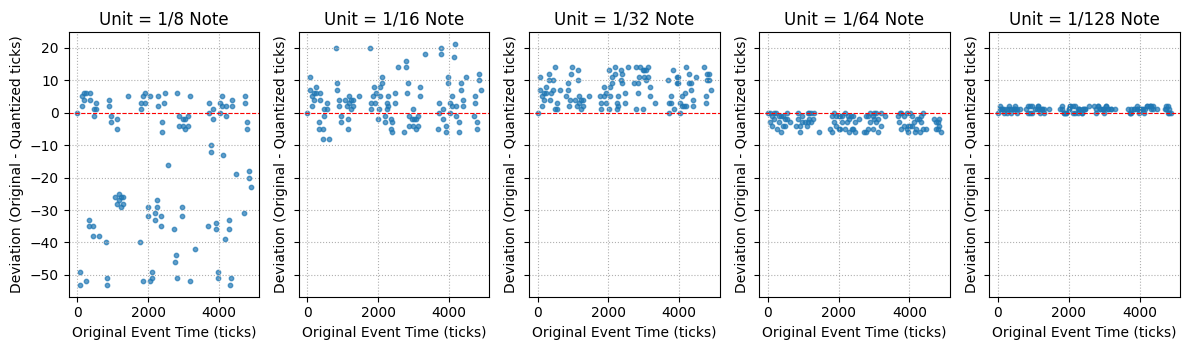 Unit = 1/8 Note
Unit = 1/16 Note
Unit = 1/32 Note
Unit = 1/64 Note
Unit = 1/128 Note
Deviation (Original - Quantized ticks)
20
10
0
−10
−20
−30
−40
−50
0 2000 4000
Original Event Time (ticks)
Deviation (Original - Quantized ticks)
0 2000 4000
Original Event Time (ticks)
Deviation (Original - Quantized ticks)
0 2000 4000
Original Event Time (ticks)
Deviation (Original - Quantized ticks)
0 2000 4000
Original Event Time (ticks)
Deviation (Original - Quantized ticks)
0 2000 4000
Original Event Time (ticks)